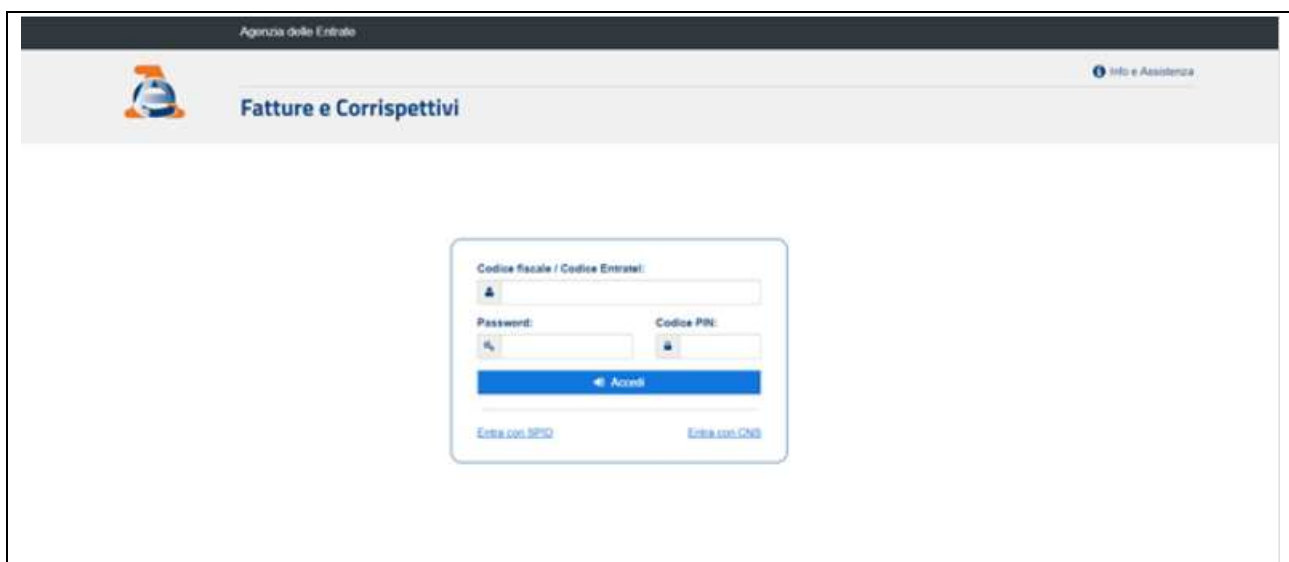 Agenzia delle Entrate
Info e Assistenza
Fatture e Corrispettivi
Codice fiscale / Codice Entratel:
Password: Codice PIN:
Accedi
Entra con SPID Entra con CNS